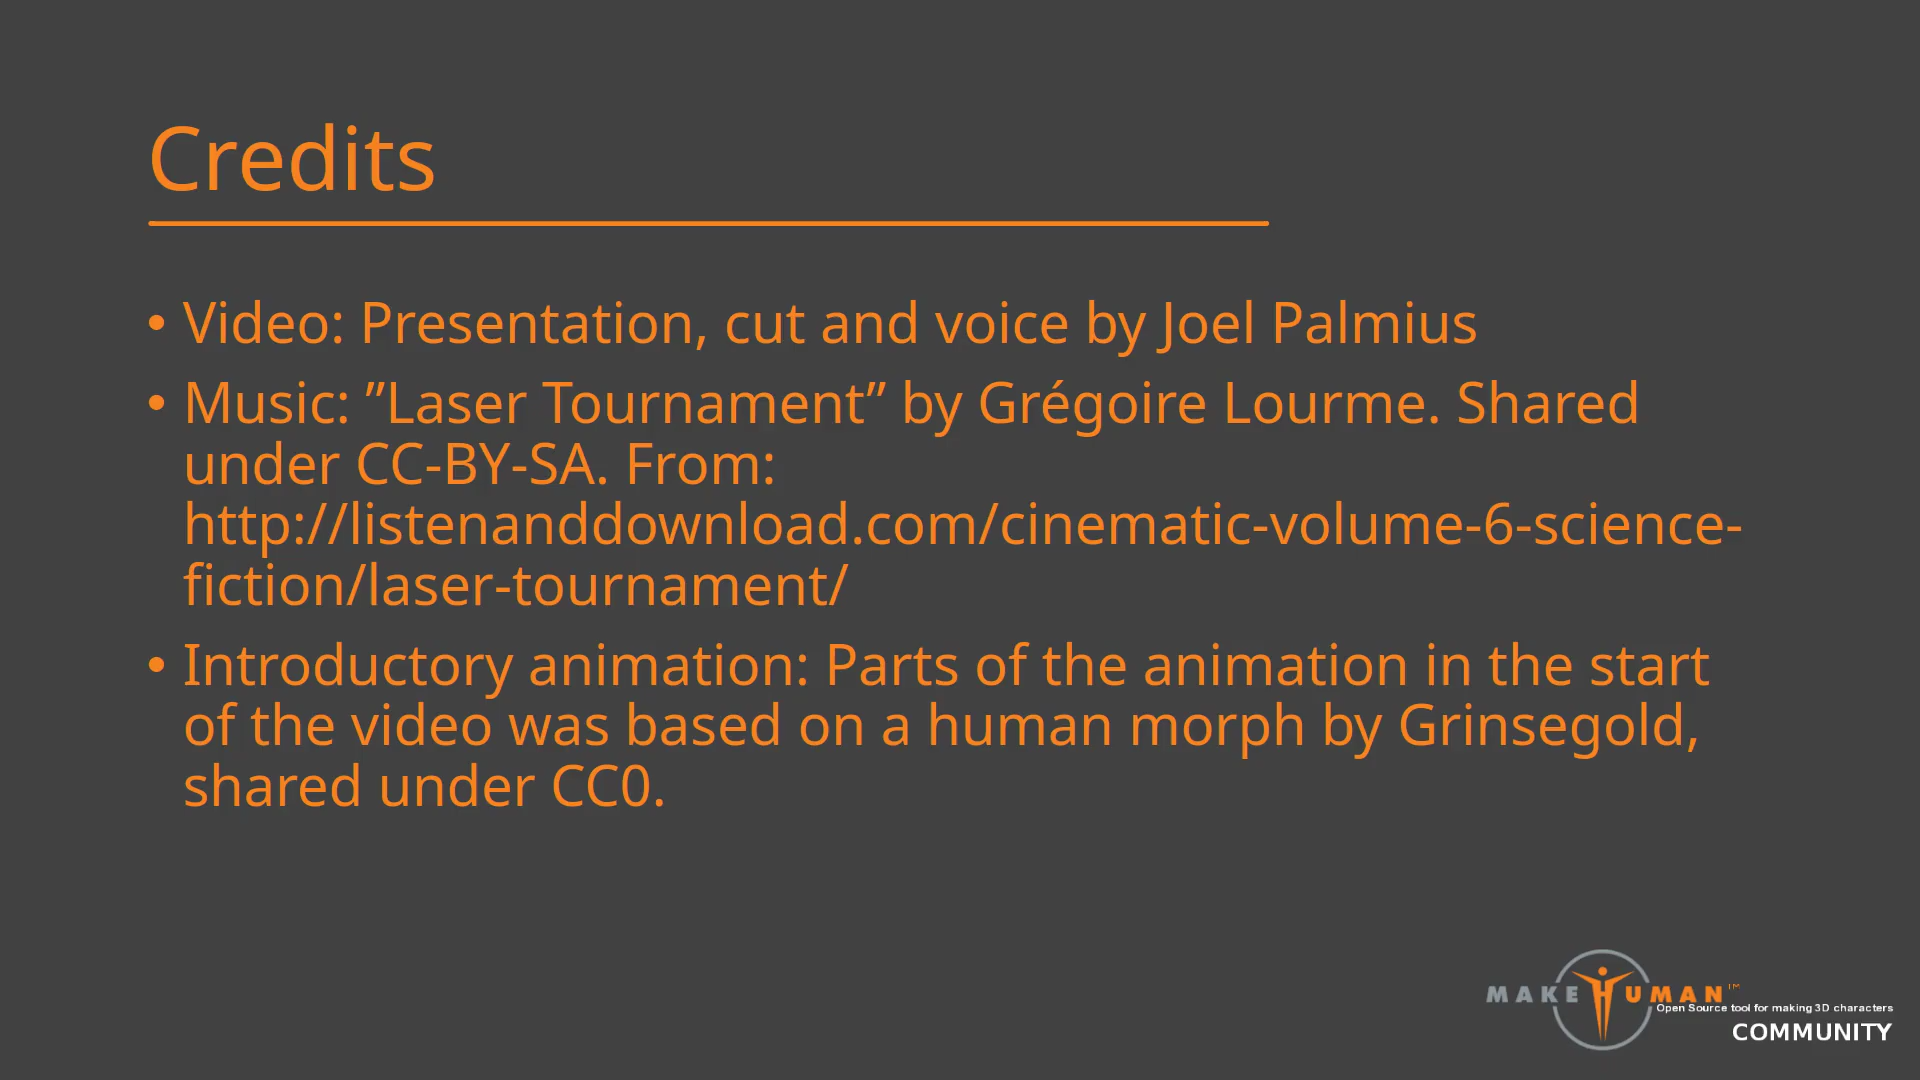 Credits
• Video: Presentation, cut and voice by Joel Palmius
• Music: ”Laser Tournament” by Grégoire Lourme. Shared
under CC-BY-SA. From:
http://listenanddownload.com/cinematic-volume-6-science-
fiction/laser-tournament/
• Introductory animation: Parts of the animation in the start
of the video was based on a human morph by Grinsegold,
shared under CC0.
MAKEHUMAN™
Open Source tool for making 3D characters
COMMUNITY